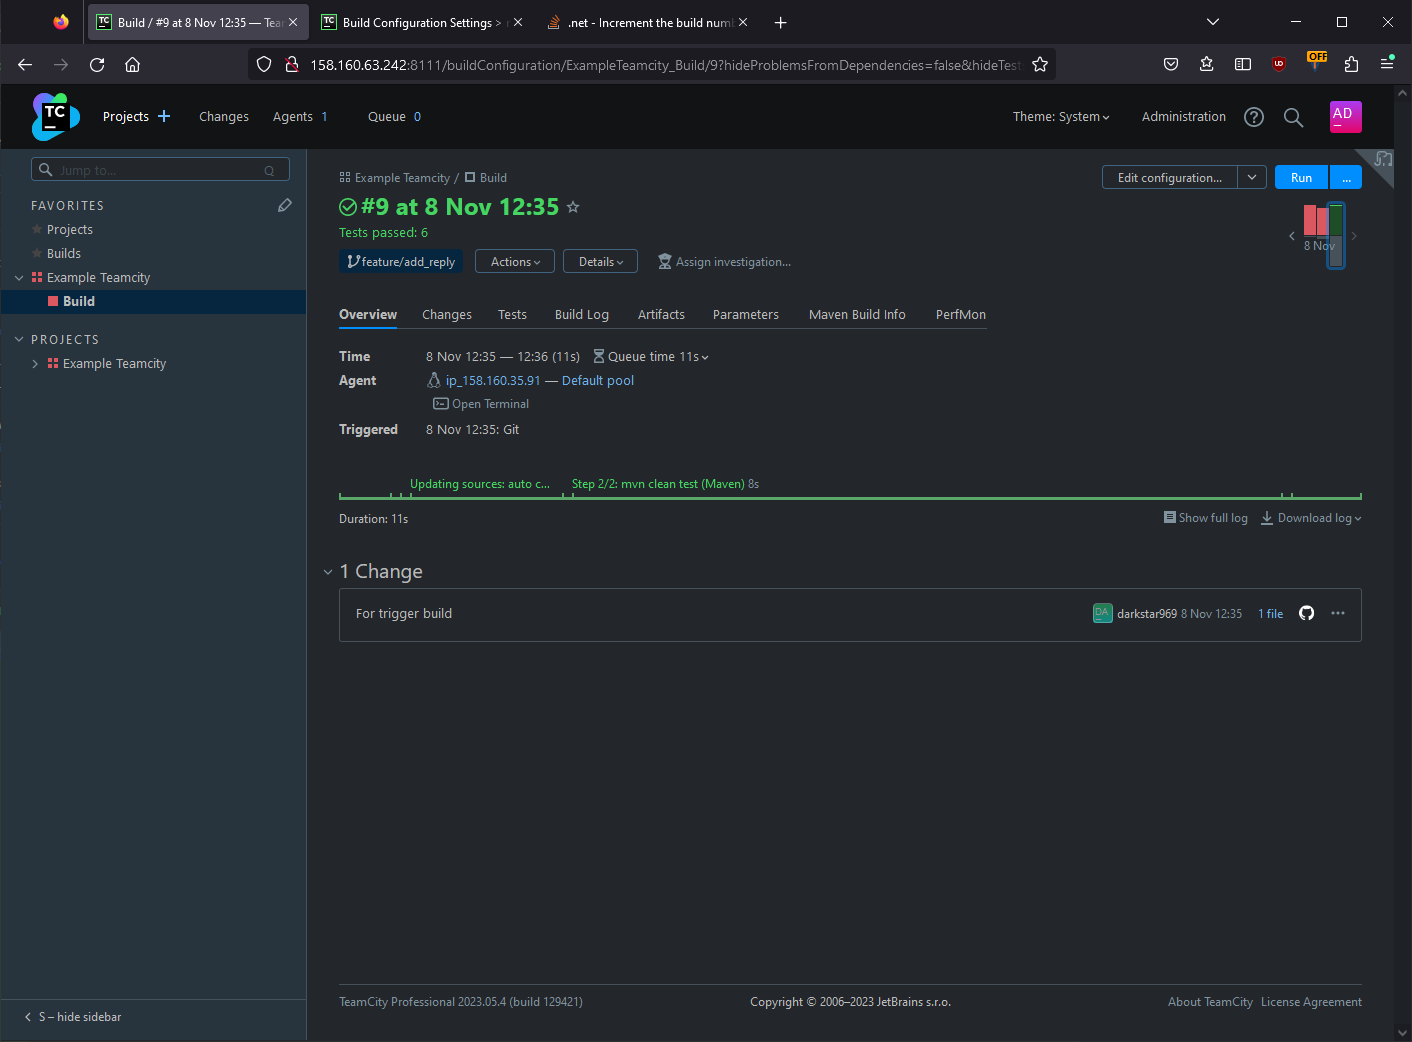 Build / #9 at 8 Nov 12:35 — Tea
Build Configuration Settings >
.net - Increment the build num
158.160.63.242:8111/buildConfiguration/ExampleTeamcity_Build/9?hideProblemsFromDependencies=false&hideTest
UD
OFF
TC
Projects
Changes
Agents 1
Queue 0
Theme: System
Administration
AD
Jump to...
Q
FAVORITES
Projects
Builds
Example Teamcity
Build
PROJECTS
Example Teamcity
S – hide sidebar
Example Teamcity / Build
Edit configuration...
Run
...
#9 at 8 Nov 12:35
Tests passed: 6
8 Nov
feature/add_reply
Actions
Details
Assign investigation...
Overview
Changes
Tests
Build Log
Artifacts
Parameters
Maven Build Info
PerfMon
Time 8 Nov 12:35 — 12:36 (11s) Queue time 11s
Agent ip_158.160.35.91 — Default pool
Open Terminal
Triggered 8 Nov 12:35: Git
Updating sources: auto c... Step 2/2: mvn clean test (Maven) 8s
Duration: 11s
Show full log
Download log
1 Change
For trigger build
DA
darkstar969 8 Nov 12:35 1 file
TeamCity Professional 2023.05.4 (build 129421)
Copyright © 2006–2023 JetBrains s.r.o.
About TeamCity
License Agreement